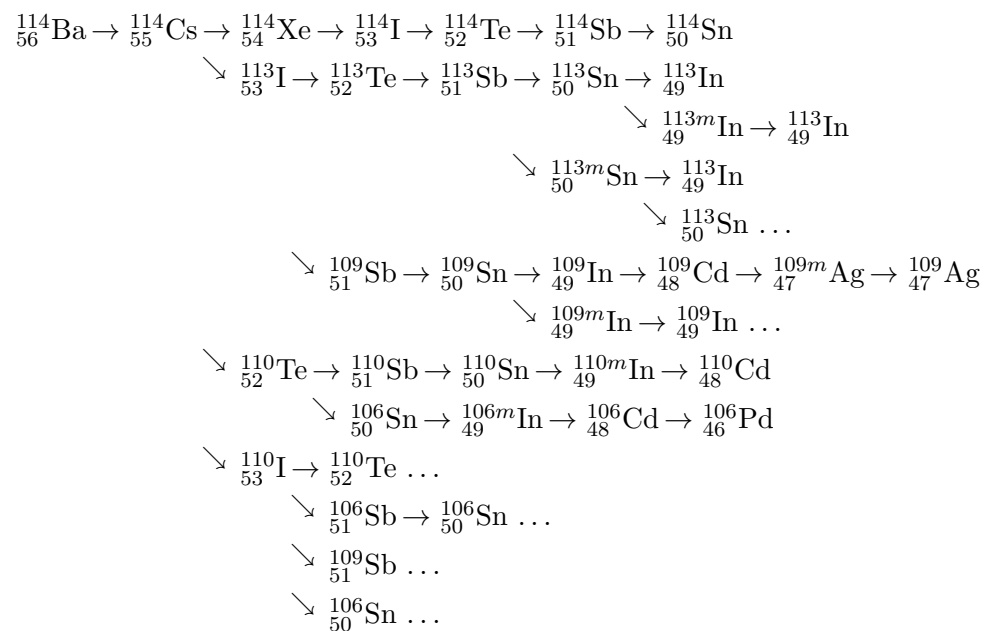 ¹¹⁴₅₆Ba → ¹¹⁴₅₅Cs → ¹¹⁴₅₄Xe → ¹¹⁴₅₃I → ¹¹⁴₅₂Te → ¹¹⁴₅₁Sb → ¹¹⁴₅₀Sn
↘ ¹¹³₅₃I → ¹¹³₅₂Te → ¹¹³₅₁Sb → ¹¹³₅₀Sn → ¹¹³₄₉In
↘ ¹¹³ᵐ₄₉In → ¹¹³₄₉In
↘ ¹¹³ᵐ₅₀Sn → ¹¹³₄₉In
↘ ¹¹³₅₀Sn ...
↘ ¹⁰⁹₅₁Sb → ¹⁰⁹₅₀Sn → ¹⁰⁹₄₉In → ¹⁰⁹₄₈Cd → ¹⁰⁹ᵐ₄₇Ag → ¹⁰⁹₄₇Ag
↘ ¹⁰⁹ᵐ₄₉In → ¹⁰⁹₄₉In ...
↘ ¹¹⁰₅₂Te → ¹¹⁰₅₁Sb → ¹¹⁰₅₀Sn → ¹¹⁰ᵐ₄₉In → ¹¹⁰₄₈Cd
↘ ¹⁰⁶₅₀Sn → ¹⁰⁶ᵐ₄₉In → ¹⁰⁶₄₈Cd → ¹⁰⁶₄₆Pd
↘ ¹¹⁰₅₃I → ¹¹⁰₅₂Te ...
↘ ¹⁰⁶₅₁Sb → ¹⁰⁶₅₀Sn ...
↘ ¹⁰⁹₅₁Sb ...
↘ ¹⁰⁶₅₀Sn ...